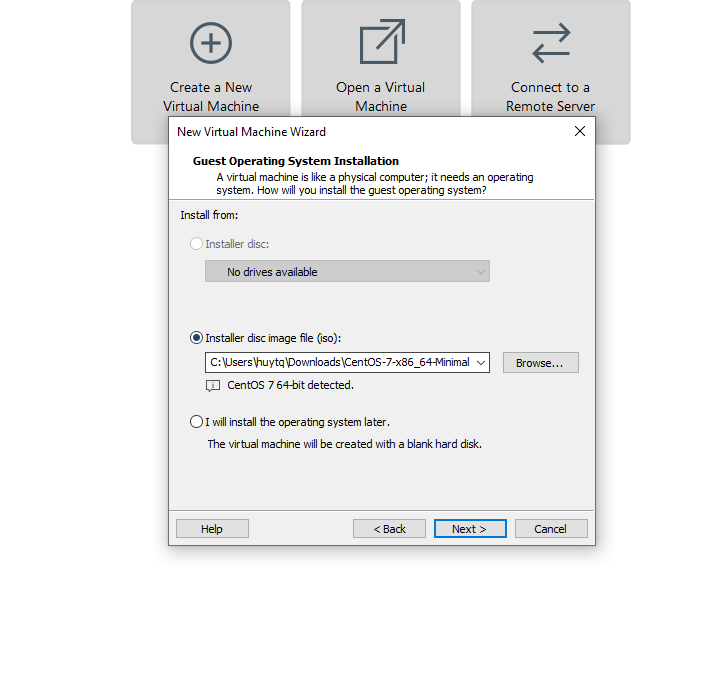 Create a New
Virtual Machine
Open a Virtual
Machine
Connect to a
Remote Server
New Virtual Machine Wizard
Guest Operating System Installation
A virtual machine is like a physical computer; it needs an operating
system. How will you install the guest operating system?
Install from:
Installer disc:
No drives available
Installer disc image file (iso):
C:\Users\huytq\Downloads\CentOS-7-x86_64-Minimal
Browse...
CentOS 7 64-bit detected.
I will install the operating system later.
The virtual machine will be created with a blank hard disk.
Help
< Back
Next >
Cancel